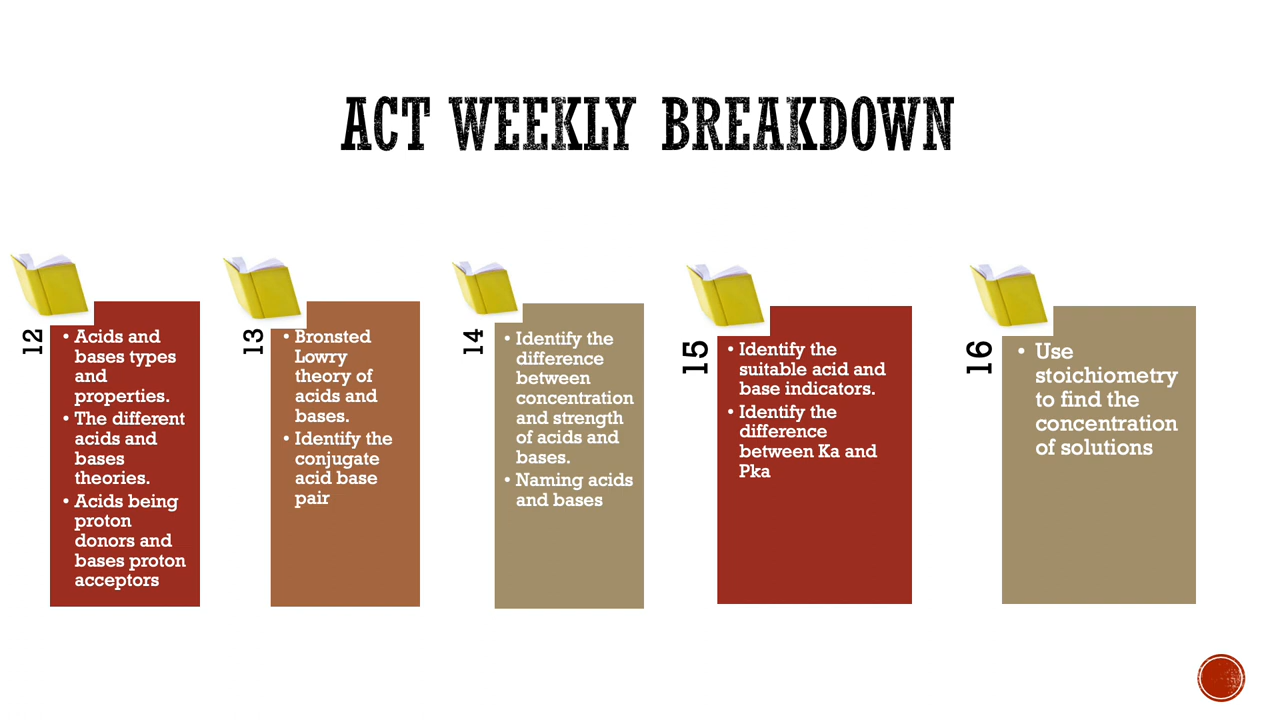 ACT WEEKLY BREAKDOWN
12
• Acids and
bases types
and
properties.
• The different
acids and
bases
theories.
• Acids being
proton
donors and
bases proton
acceptors
13
• Bronsted
Lowry
theory of
acids and
bases.
• Identify the
conjugate
acid base
pair
14
• Identify the
difference
between
concentration
and strength
of acids and
bases.
• Naming acids
and bases
15
• Identify the
suitable acid and
base indicators.
• Identify the
difference
between Ka and
Pka
16
• Use
stoichiometry
to find the
concentration
of solutions